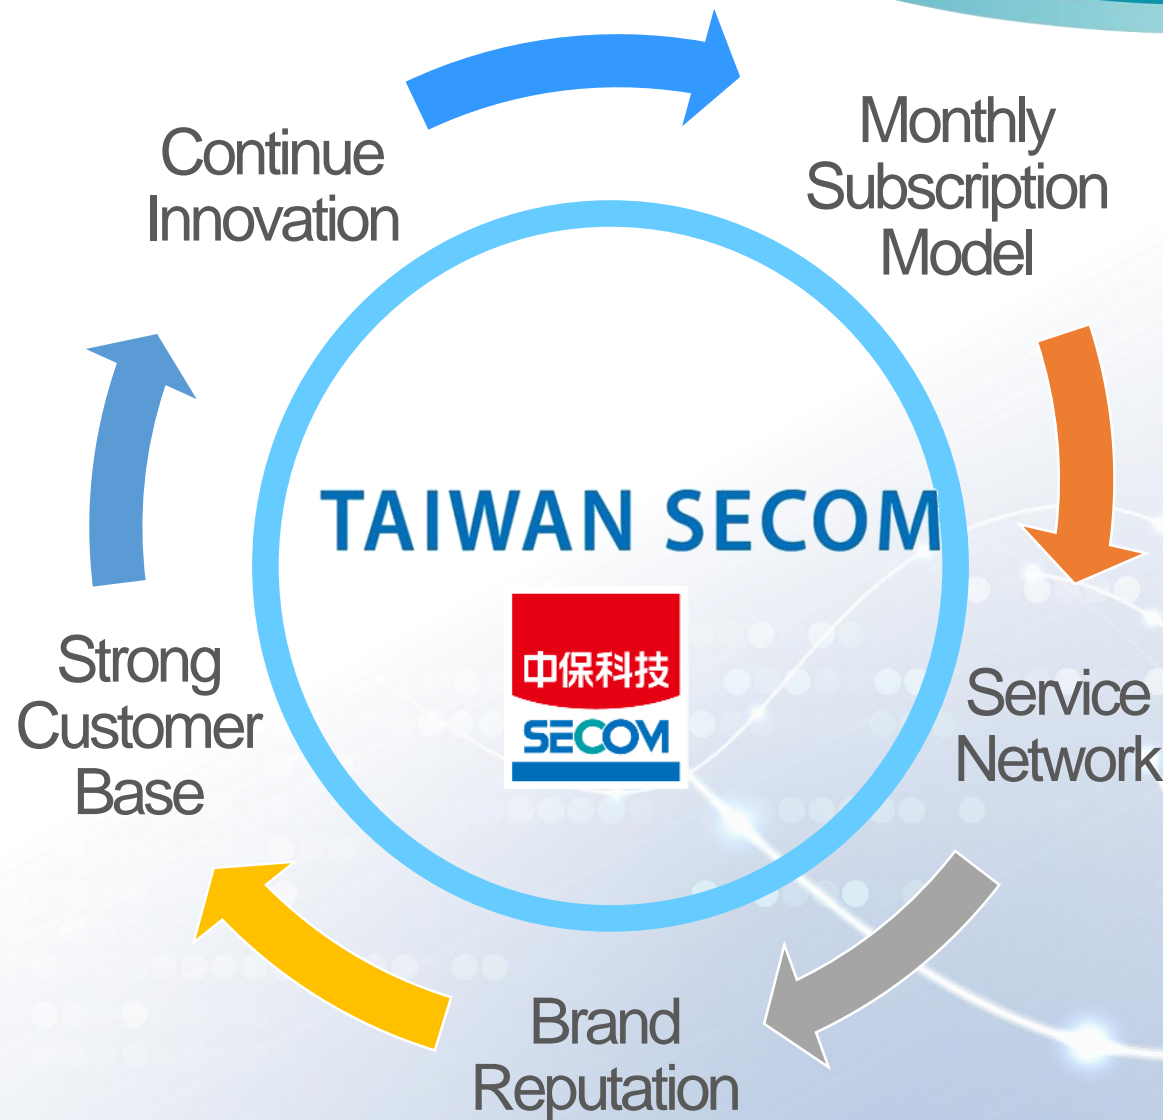 Continue
Innovation
Monthly
Subscription
Model
TAIWAN SECOM
中保科技
SECOM
Strong
Customer
Base
Service
Network
Brand
Reputation